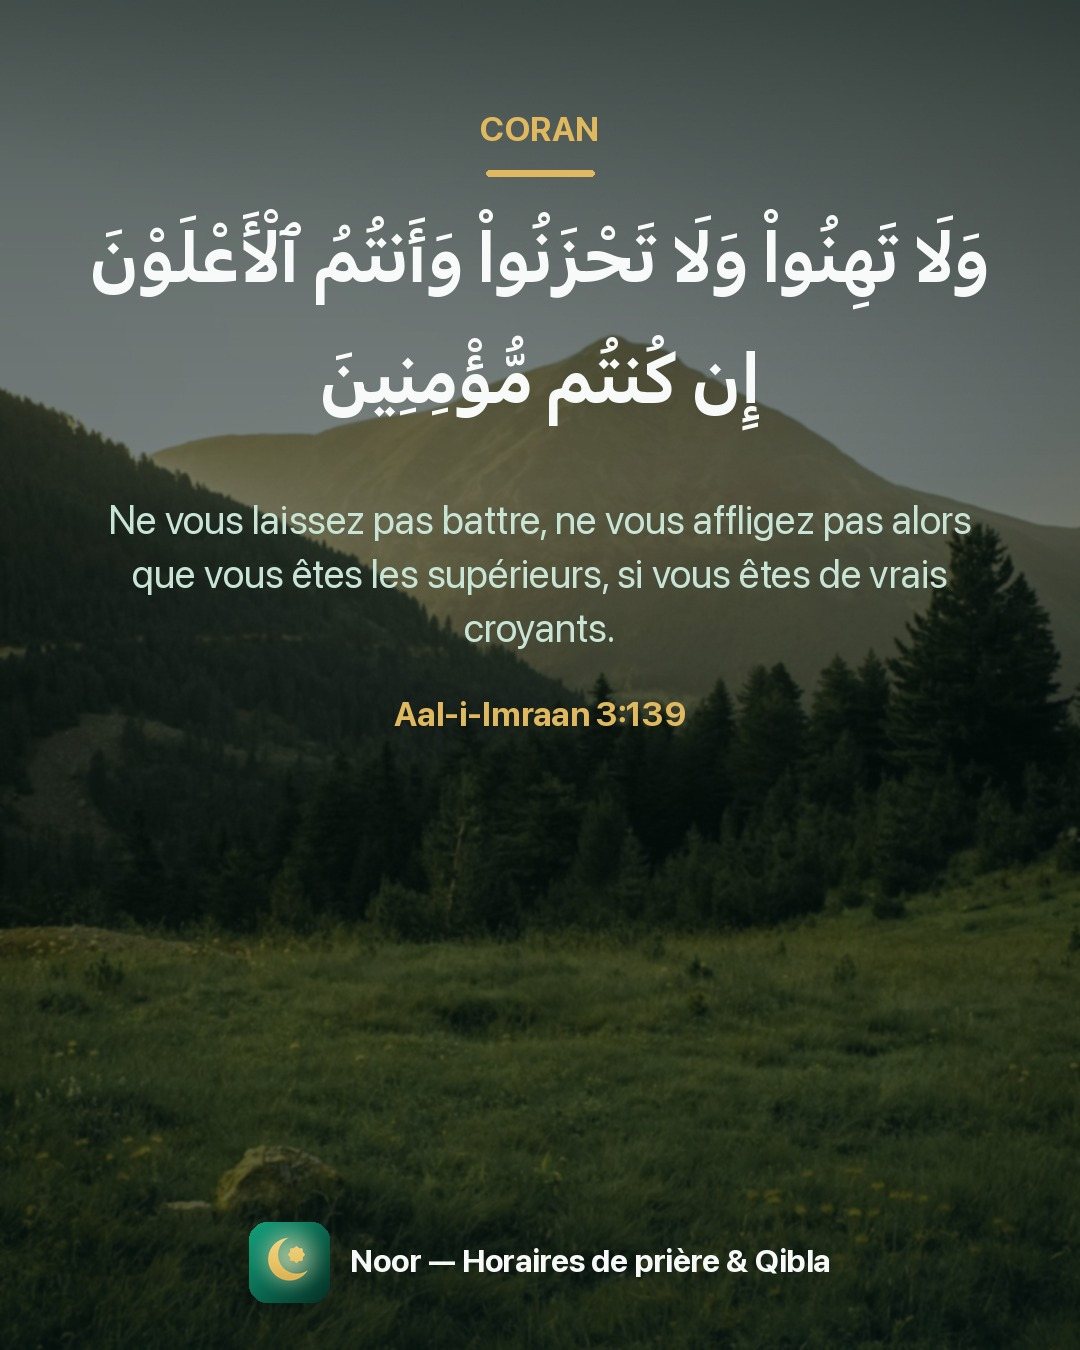 CORAN
وَلَا تَهِنُوا۟ وَلَا تَحْزَنُوا۟ وَأَنتُمُ ٱلْأَعْلَوْنَ
إِن كُنتُم مُّؤْمِنِينَ
Ne vous laissez pas battre, ne vous affligez pas alors
que vous êtes les supérieurs, si vous êtes de vrais
croyants.
Aal-i-Imraan 3:139
Noor — Horaires de prière & Qibla